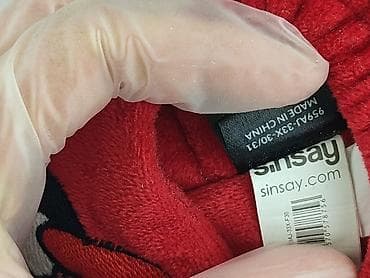 959AJ-33X-30/31
MADE IN CHINA
sinsay
sinsay.com